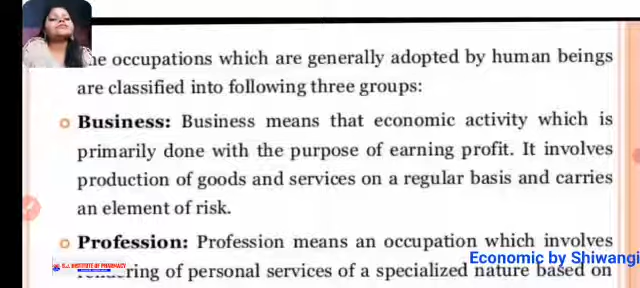 he occupations which are generally adopted by human beings
are classified into following three groups:
Business: Business means that economic activity which is
primarily done with the purpose of earning profit. It involves
production of goods and services on a regular basis and carries
an element of risk.
Profession: Profession means an occupation which involves
Economic by Shiwangi
rendering of personal services of a specialized nature based on
S.J. INSTITUTE OF PHARMACY